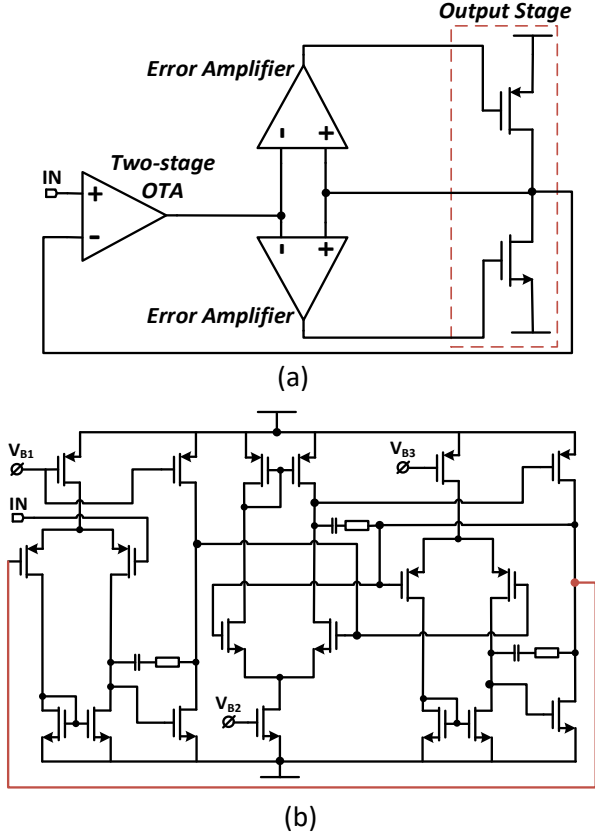 Output Stage
Error Amplifier
IN
Two-stage
OTA
+
-
-
+
-
+
Error Amplifier
(a)
VB1
IN
VB3
VB2
(b)